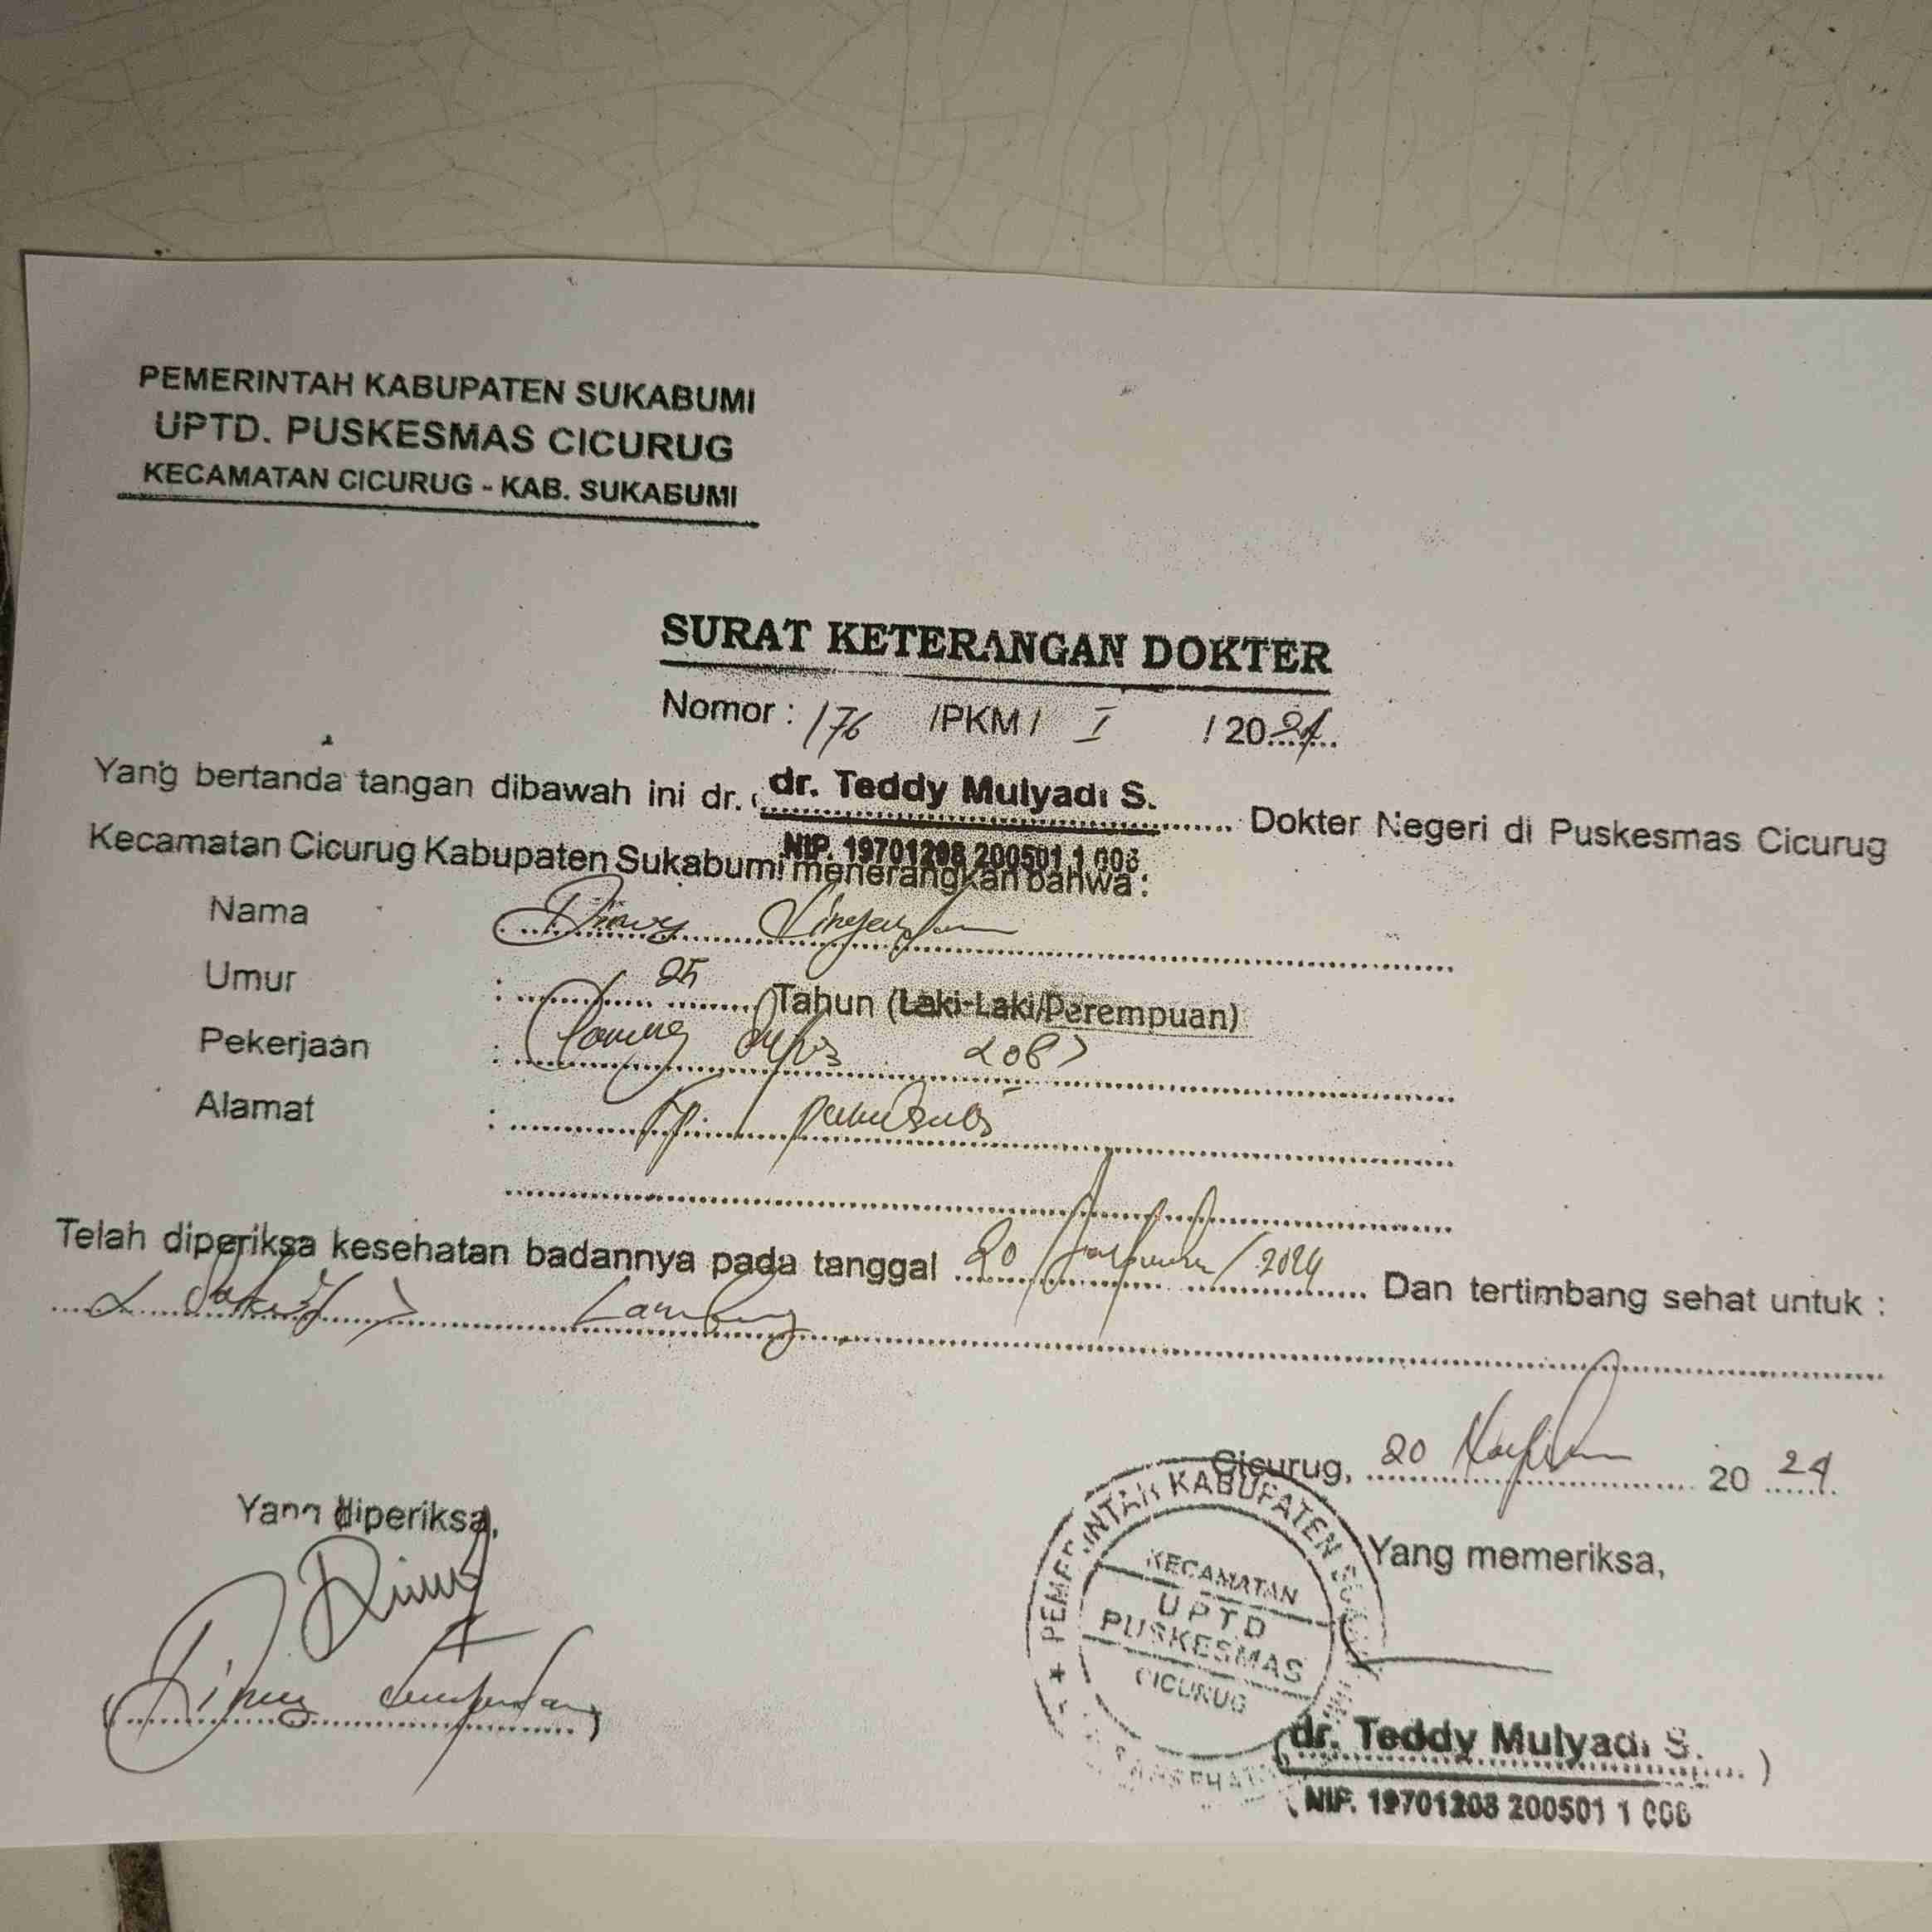 PEMERINTAH KABUPATEN SUKABUMI
UPTD. PUSKESMAS CICURUG
KECAMATAN CICURUG - KAB. SUKABUMI
SURAT KETERANGAN DOKTER
Nomor : 176 /PKM / I / 2024
Yang bertanda tangan dibawah ini dr. dr. Teddy Mulyadi S. Dokter Negeri di Puskesmas Cicurug
NIP. 19701208 200501 1 006
Kecamatan Cicurug Kabupaten Sukabumi menerangkan bahwa :
Nama
Umur : 25 Tahun (Laki-Laki/Perempuan)
Pekerjaan :
Alamat : Kp.
Telah diperiksa kesehatan badannya pada tanggal 20 / / 2024 Dan tertimbang sehat untuk :
Cicurug, 20 20 24
Yang diperiksa,
Yang memeriksa,
PEMERINTAH KABUPATEN
KECAMATAN
UPTD
PUSKESMAS
CICURUG
(dr. Teddy Mulyadi S. )
NIP. 19701208 200501 1 006